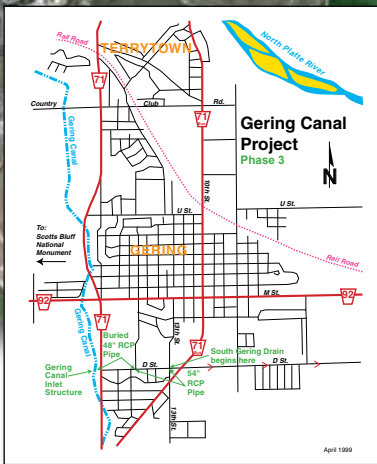 TERRYTOWN
Rail Road
North Platte River
71
Country Club Rd.
71
Gering Canal
Gering Canal
Project
Phase 3
N
10th St.
U St.
U St.
To:
Scotts Bluff
National
Monument
GERING
Rail Road
M St.
92
92
71
Gering Canal
13th St.
71
Buried
48" RCP
Pipe
South Gering Drain
begins here
D St.
D St.
Gering
Canal
Inlet
Structure
54"
RCP
Pipe
13th St.
April 1999